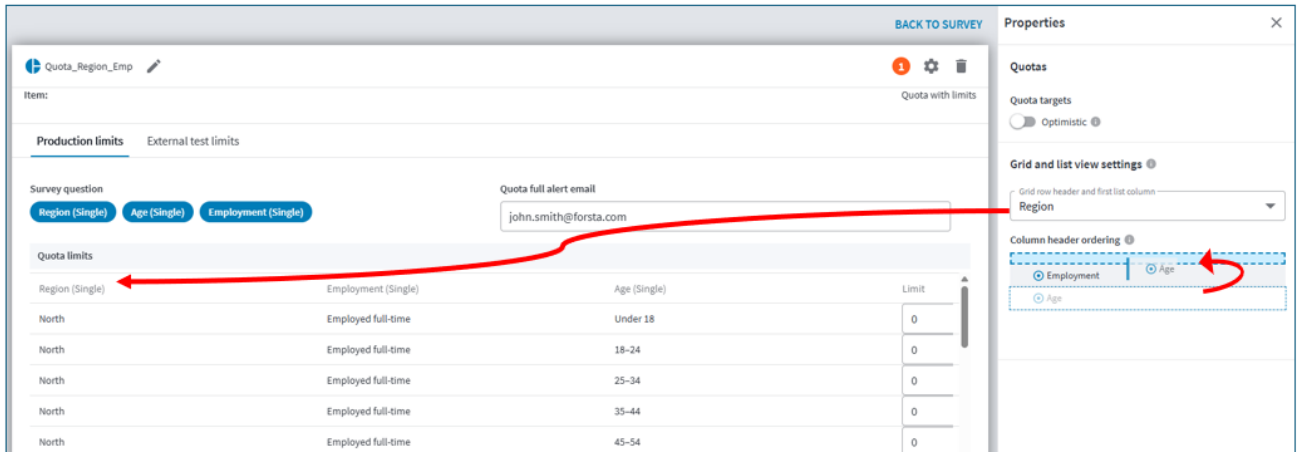 BACK TO SURVEY
Properties
Quota_Region_Emp
1
Item:
Quota with limits
Production limits
External test limits
Survey question
Region (Single)
Age (Single)
Employment (Single)
Quota full alert email
john.smith@forsta.com
Quota limits
Region (Single)
Employment (Single)
Age (Single)
Limit
North
Employed full-time
Under 18
0
North
Employed full-time
18–24
0
North
Employed full-time
25–34
0
North
Employed full-time
35–44
0
North
Employed full-time
45–54
0
Quotas
Quota targets
Optimistic
Grid and list view settings
Grid row header and first list column
Region
Column header ordering
Employment
Age
Age